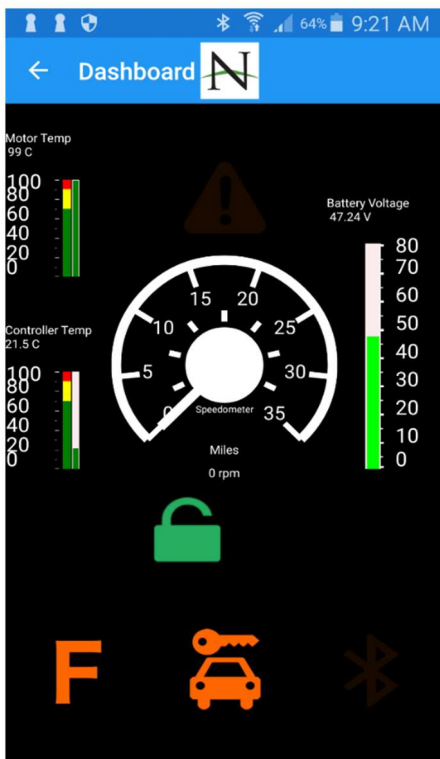 64% 9:21 AM
Dashboard N
Motor Temp
99 C
100
80
60
40
20
0
Battery Voltage
47.24 V
80
70
60
50
40
30
20
10
0
Controller Temp
21.5 C
100
80
60
40
20
0
0 5 10 15 20 25 30 35
Speedometer
Miles
0 rpm
F